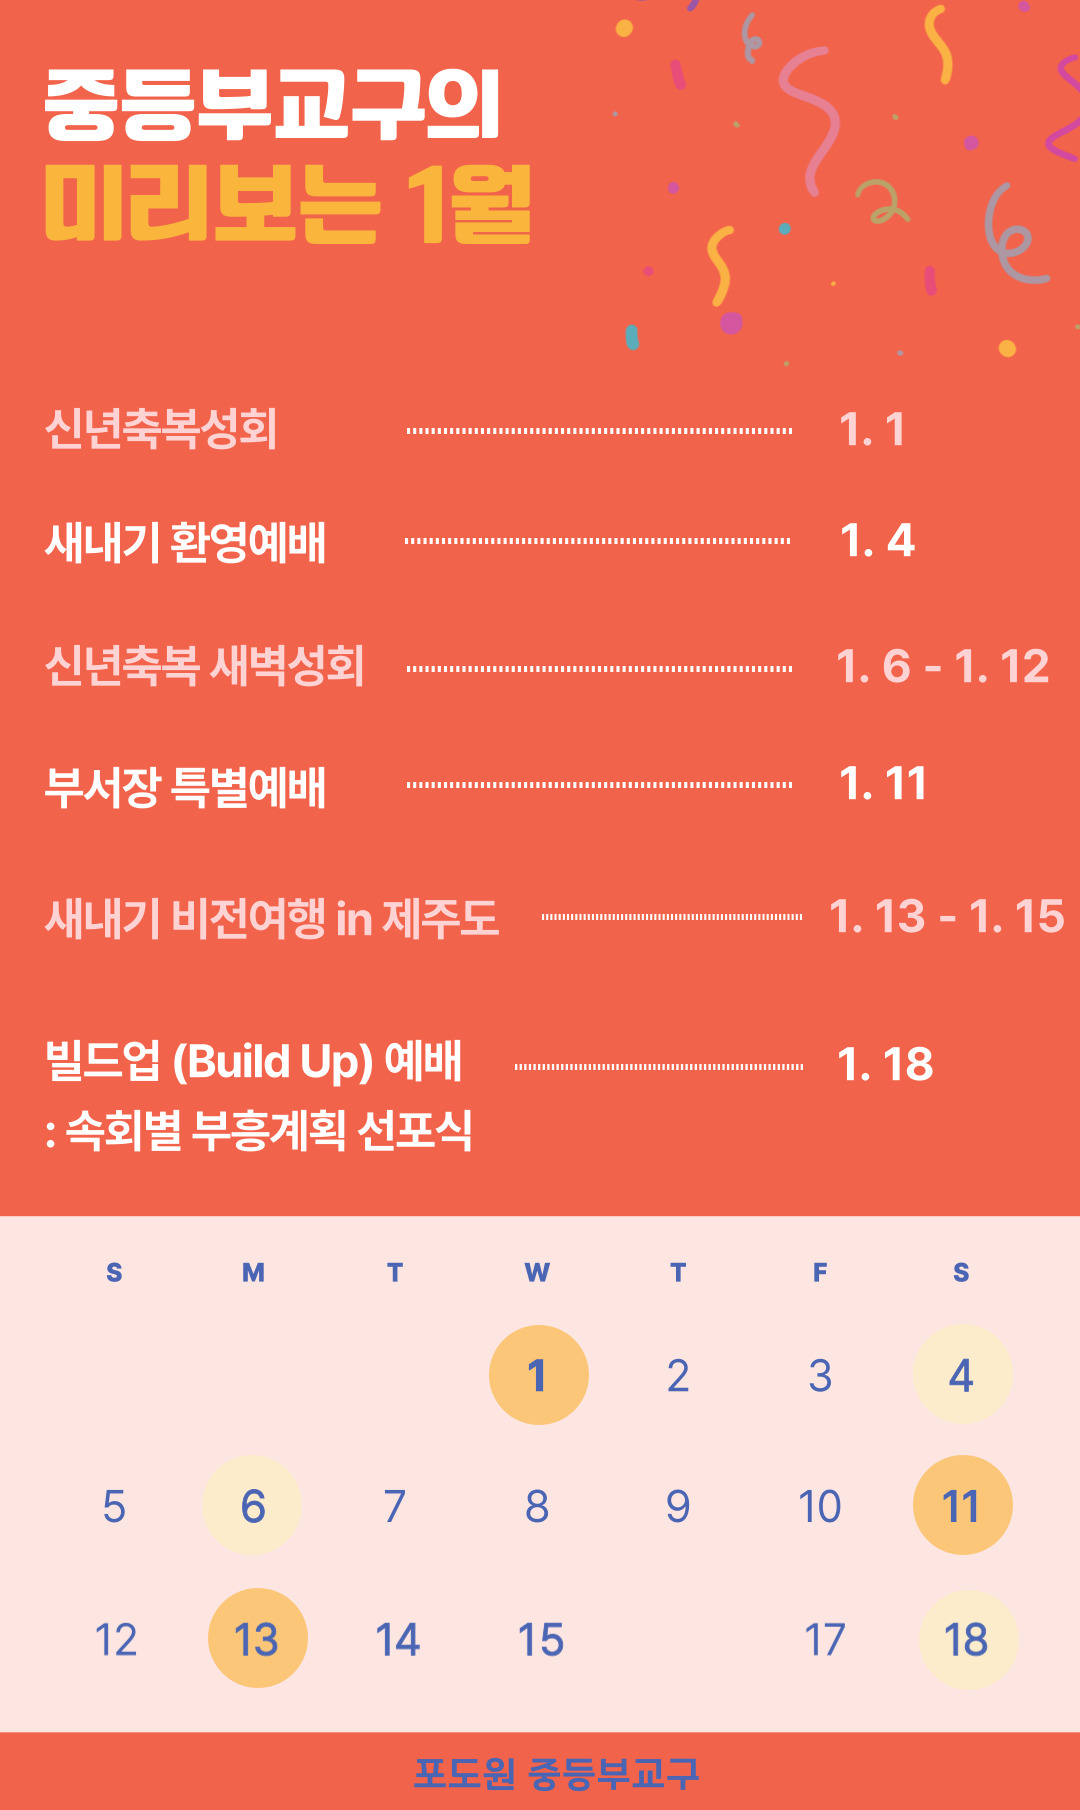 중등부교구의
미리보는 1월
신년축복성회 1. 1
새내기 환영예배 1. 4
신년축복 새벽성회 1. 6 - 1. 12
부서장 특별예배 1. 11
새내기 비전여행 in 제주도 1. 13 - 1. 15
빌드업 (Build Up) 예배 1. 18
: 속회별 부흥계획 선포식
S M T W T F S
1 2 3 4
5 6 7 8 9 10 11
12 13 14 15 17 18
포도원 중등부교구